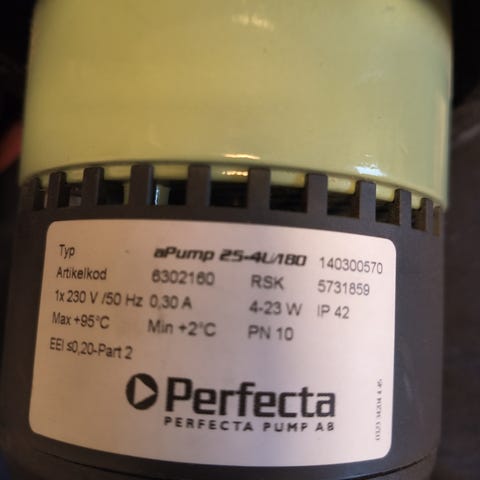 Typ aPump 25-4U/180 140300570
Artikelkod 6302160 RSK 5731859
1x 230 V /50 Hz 0,30 A 4-23 W IP 42
Max +95°C Min +2°C PN 10
EEI ≤0,20-Part 2
Perfecta
PERFECTA PUMP AB